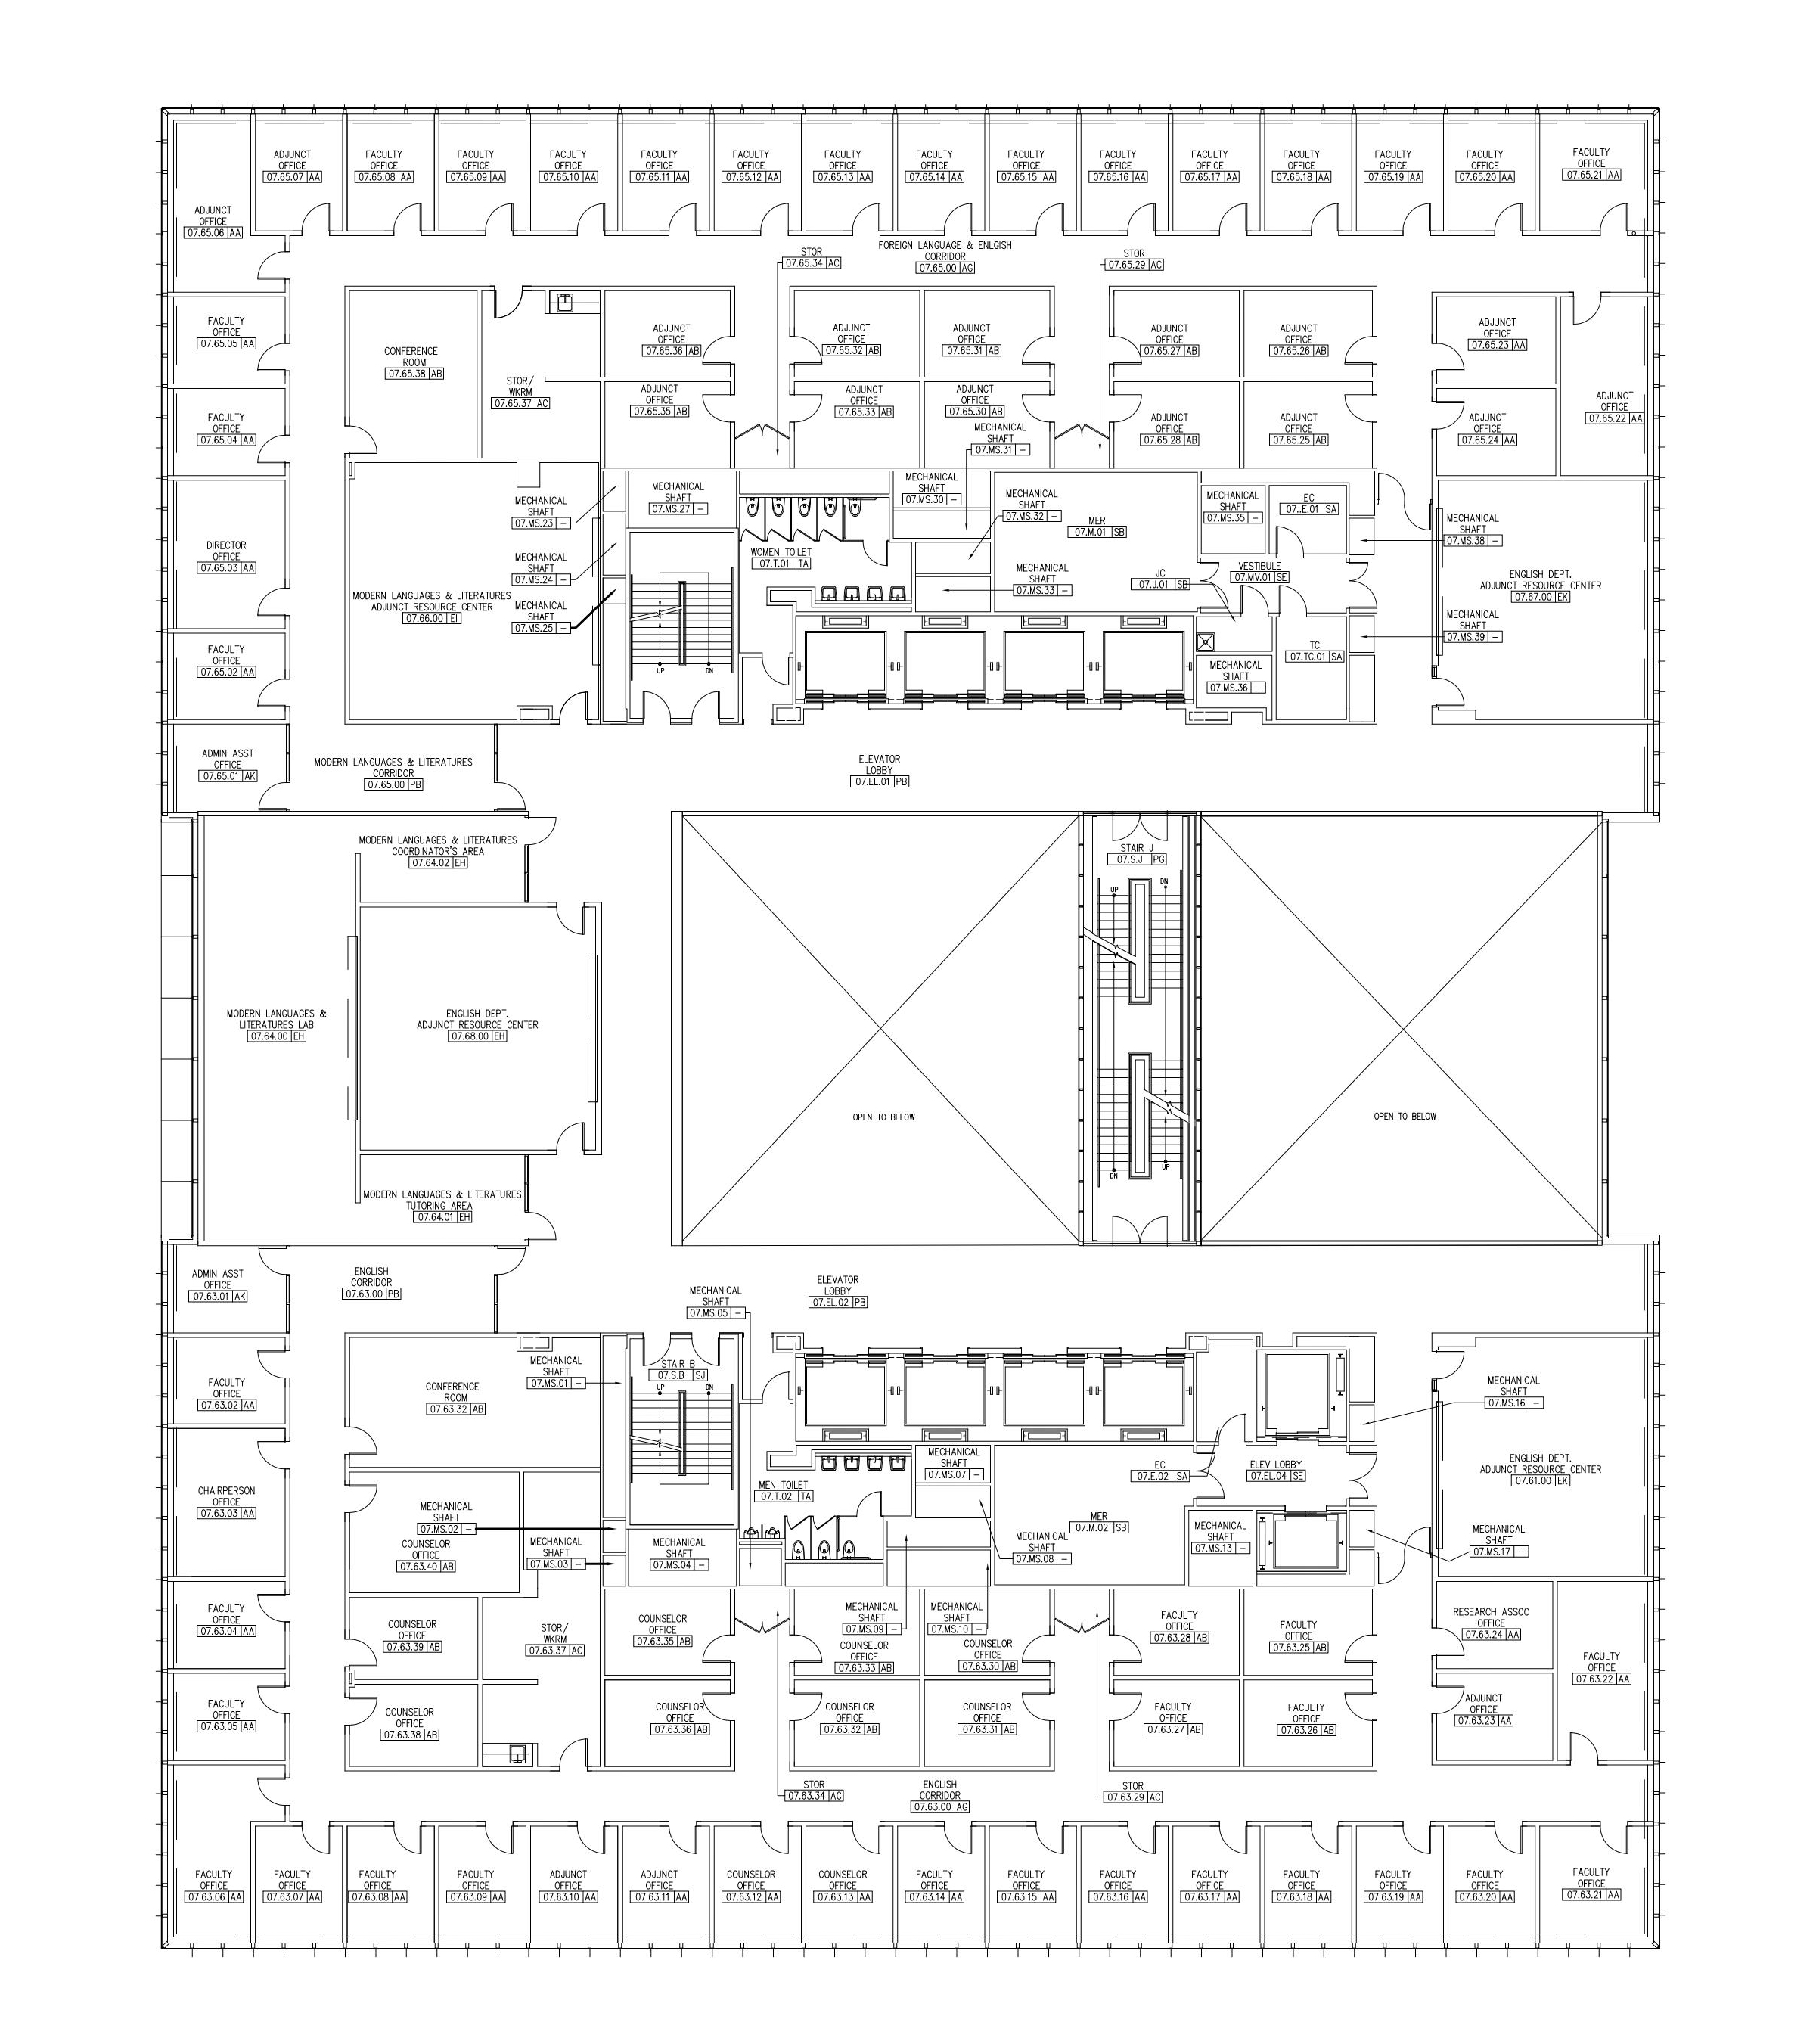 ADJUNCT
OFFICE
07.65.07 AA
FACULTY
OFFICE
07.65.08 AA
FACULTY
OFFICE
07.65.09 AA
FACULTY
OFFICE
07.65.10 AA
FACULTY
OFFICE
07.65.11 AA
FACULTY
OFFICE
07.65.12 AA
FACULTY
OFFICE
07.65.13 AA
FACULTY
OFFICE
07.65.14 AA
FACULTY
OFFICE
07.65.15 AA
FACULTY
OFFICE
07.65.16 AA
FACULTY
OFFICE
07.65.17 AA
FACULTY
OFFICE
07.65.18 AA
FACULTY
OFFICE
07.65.19 AA
FACULTY
OFFICE
07.65.20 AA
FACULTY
OFFICE
07.65.21 AA
ADJUNCT
OFFICE
07.65.06 AA
STOR
07.65.34 AC
FOREIGN LANGUAGE & ENLGISH
CORRIDOR
07.65.00 AG
STOR
07.65.29 AC
FACULTY
OFFICE
07.65.05 AA
CONFERENCE
ROOM
07.65.38 AB
STOR/
WKRM
07.65.37 AC
ADJUNCT
OFFICE
07.65.36 AB
ADJUNCT
OFFICE
07.65.32 AB
ADJUNCT
OFFICE
07.65.31 AB
ADJUNCT
OFFICE
07.65.27 AB
ADJUNCT
OFFICE
07.65.26 AB
ADJUNCT
OFFICE
07.65.23 AA
FACULTY
OFFICE
07.65.04 AA
ADJUNCT
OFFICE
07.65.35 AB
ADJUNCT
OFFICE
07.65.33 AB
ADJUNCT
OFFICE
07.65.30 AB
ADJUNCT
OFFICE
07.65.28 AB
ADJUNCT
OFFICE
07.65.25 AB
ADJUNCT
OFFICE
07.65.24 AA
ADJUNCT
OFFICE
07.65.22 AA
MECHANICAL
SHAFT
07.MS.31 -
MECHANICAL
SHAFT
07.MS.23 -
MECHANICAL
SHAFT
07.MS.27 -
MECHANICAL
SHAFT
07.MS.30 -
MECHANICAL
SHAFT
07.MS.32 -
MER
07.M.01 SB
MECHANICAL
SHAFT
07.MS.35 -
EC
07..E.01 SA
MECHANICAL
SHAFT
07.MS.38 -
DIRECTOR
OFFICE
07.65.03 AA
MECHANICAL
SHAFT
07.MS.24 -
WOMEN TOILET
07.T.01 TA
MECHANICAL
SHAFT
07.MS.33 -
JC
07.J.01 SB
VESTIBULE
07.MV.01 SE
ENGLISH DEPT.
ADJUNCT RESOURCE CENTER
07.67.00 EK
MODERN LANGUAGES & LITERATURES
ADJUNCT RESOURCE CENTER
07.66.00 EI
MECHANICAL
SHAFT
07.MS.25 -
MECHANICAL
SHAFT
07.MS.39 -
FACULTY
OFFICE
07.65.02 AA
UP
DN
MECHANICAL
SHAFT
07.MS.36 -
TC
07.TC.01 SA
ADMIN ASST
OFFICE
07.65.01 AK
MODERN LANGUAGES & LITERATURES
CORRIDOR
07.65.00 PB
ELEVATOR
LOBBY
07.EL.01 PB
MODERN LANGUAGES & LITERATURES
COORDINATOR'S AREA
07.64.02 EH
STAIR J
07.S.J PG
UP
DN
MODERN LANGUAGES &
LITERATURES LAB
07.64.00 EH
ENGLISH DEPT.
ADJUNCT RESOURCE CENTER
07.68.00 EH
OPEN TO BELOW
OPEN TO BELOW
DN
UP
MODERN LANGUAGES & LITERATURES
TUTORING AREA
07.64.01 EH
ADMIN ASST
OFFICE
07.63.01 AK
ENGLISH
CORRIDOR
07.63.00 PB
MECHANICAL
SHAFT
07.MS.05 -
ELEVATOR
LOBBY
07.EL.02 PB
FACULTY
OFFICE
07.63.02 AA
CONFERENCE
ROOM
07.63.32 AB
MECHANICAL
SHAFT
07.MS.01 -
STAIR B
07.S.B SJ
UP
DN
MECHANICAL
SHAFT
07.MS.16 -
CHAIRPERSON
OFFICE
07.63.03 AA
MECHANICAL
SHAFT
07.MS.07 -
EC
07.E.02 SA
ELEV LOBBY
07.EL.04 SE
ENGLISH DEPT.
ADJUNCT RESOURCE CENTER
07.61.00 EK
MEN TOILET
07.T.02 TA
MECHANICAL
SHAFT
07.MS.02 -
COUNSELOR
OFFICE
07.63.40 AB
MECHANICAL
SHAFT
07.MS.03 -
MECHANICAL
SHAFT
07.MS.04 -
MER
07.M.02 SB
MECHANICAL
SHAFT
07.MS.08 -
MECHANICAL
SHAFT
07.MS.13 -
MECHANICAL
SHAFT
07.MS.17 -
FACULTY
OFFICE
07.63.04 AA
COUNSELOR
OFFICE
07.63.39 AB
STOR/
WKRM
07.63.37 AC
COUNSELOR
OFFICE
07.63.35 AB
MECHANICAL
SHAFT
07.MS.09 -
COUNSELOR
OFFICE
07.63.33 AB
MECHANICAL
SHAFT
07.MS.10 -
COUNSELOR
OFFICE
07.63.30 AB
FACULTY
OFFICE
07.63.28 AB
FACULTY
OFFICE
07.63.25 AB
RESEARCH ASSOC
OFFICE
07.63.24 AA
FACULTY
OFFICE
07.63.22 AA
FACULTY
OFFICE
07.63.05 AA
COUNSELOR
OFFICE
07.63.38 AB
COUNSELOR
OFFICE
07.63.36 AB
COUNSELOR
OFFICE
07.63.32 AB
COUNSELOR
OFFICE
07.63.31 AB
FACULTY
OFFICE
07.63.27 AB
FACULTY
OFFICE
07.63.26 AB
ADJUNCT
OFFICE
07.63.23 AA
STOR
07.63.34 AC
ENGLISH
CORRIDOR
07.63.00 AG
STOR
07.63.29 AC
FACULTY
OFFICE
07.63.06 AA
FACULTY
OFFICE
07.63.07 AA
FACULTY
OFFICE
07.63.08 AA
FACULTY
OFFICE
07.63.09 AA
ADJUNCT
OFFICE
07.63.10 AA
ADJUNCT
OFFICE
07.63.11 AA
COUNSELOR
OFFICE
07.63.12 AA
COUNSELOR
OFFICE
07.63.13 AA
FACULTY
OFFICE
07.63.14 AA
FACULTY
OFFICE
07.63.15 AA
FACULTY
OFFICE
07.63.16 AA
FACULTY
OFFICE
07.63.17 AA
FACULTY
OFFICE
07.63.18 AA
FACULTY
OFFICE
07.63.19 AA
FACULTY
OFFICE
07.63.20 AA
FACULTY
OFFICE
07.63.21 AA